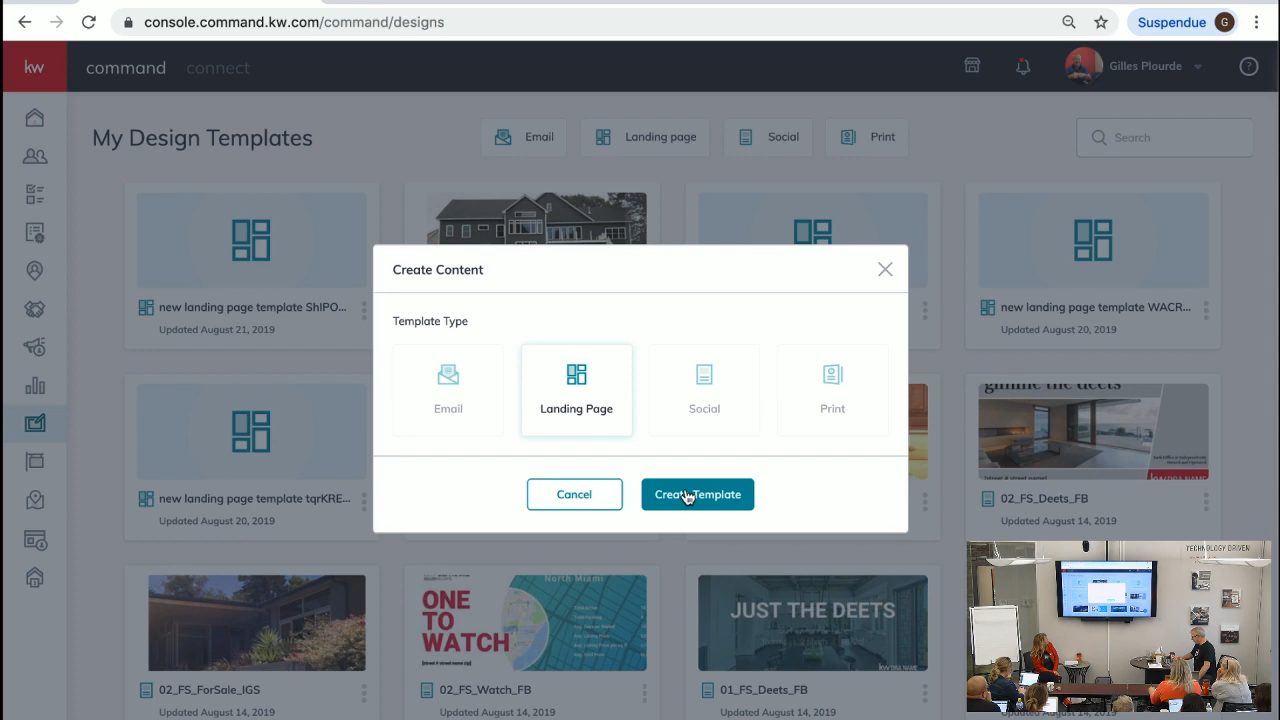 console.command.kw.com/command/designs
Suspendue
G
kw
command connect
Gilles Plourde
?
My Design Templates
Email
Landing page
Social
Print
Search
new landing page template ShIPO...
Updated August 21, 2019
new landing page template WACR...
Updated August 20, 2019
Create Content
Template Type
Email
Landing Page
Social
Print
Cancel
Create Template
new landing page template tqrKRE...
Updated August 20, 2019
gimme the deets
02_FS_Deets_FB
Updated August 14, 2019
TECHNOLOGY DRIVEN
02_FS_ForSale_IGS
Updated August 14, 2019
North Miami
ONE
TO
WATCH
02_FS_Watch_FB
Updated August 14, 2019
JUST THE DEETS
01_FS_Deets_FB
Updated August 14, 2019